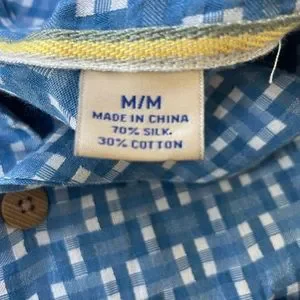 M/M
MADE IN CHINA
70% SILK.
30% COTTON